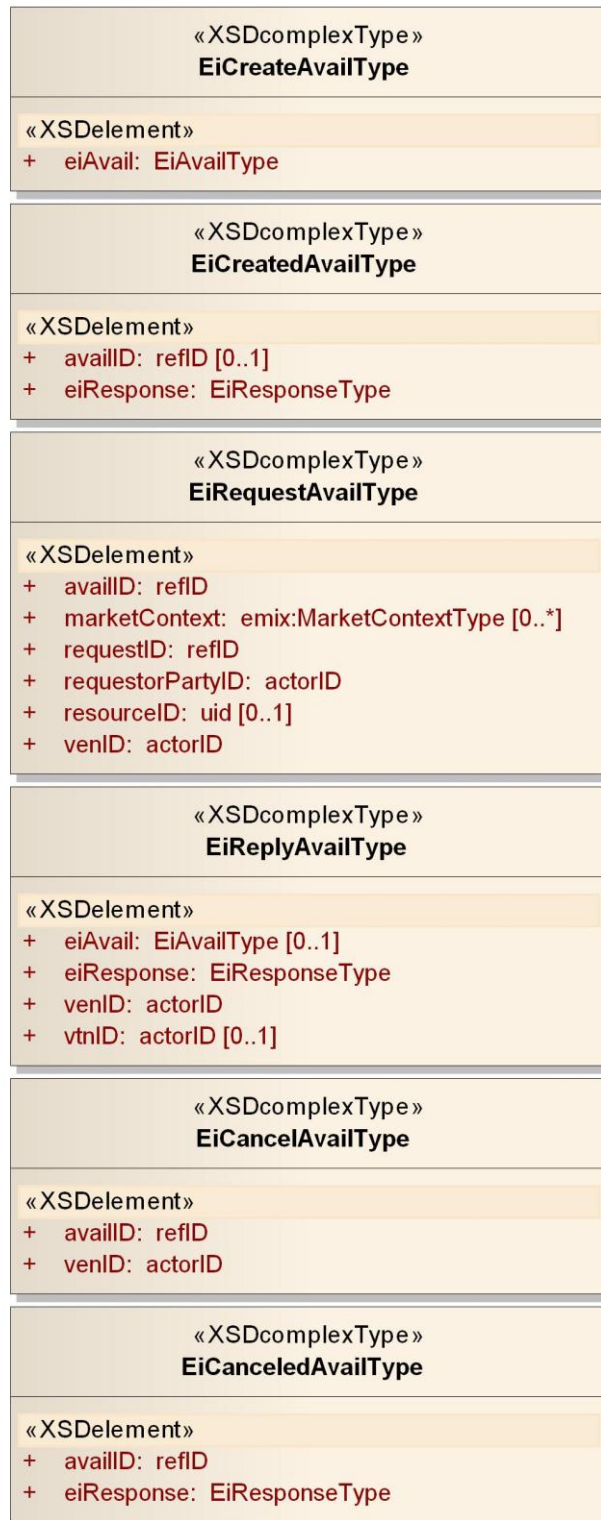 «XSDcomplexType»
EiCreateAvailType
«XSDelement»
+ eiAvail: EiAvailType
«XSDcomplexType»
EiCreatedAvailType
«XSDelement»
+ availID: refID [0..1]
+ eiResponse: EiResponseType
«XSDcomplexType»
EiRequestAvailType
«XSDelement»
+ availID: refID
+ marketContext: emix:MarketContextType [0..*]
+ requestID: refID
+ requestorPartyID: actorID
+ resourceID: uid [0..1]
+ venID: actorID
«XSDcomplexType»
EiReplyAvailType
«XSDelement»
+ eiAvail: EiAvailType [0..1]
+ eiResponse: EiResponseType
+ venID: actorID
+ vtnID: actorID [0..1]
«XSDcomplexType»
EiCancelAvailType
«XSDelement»
+ availID: refID
+ venID: actorID
«XSDcomplexType»
EiCanceledAvailType
«XSDelement»
+ availID: refID
+ eiResponse: EiResponseType